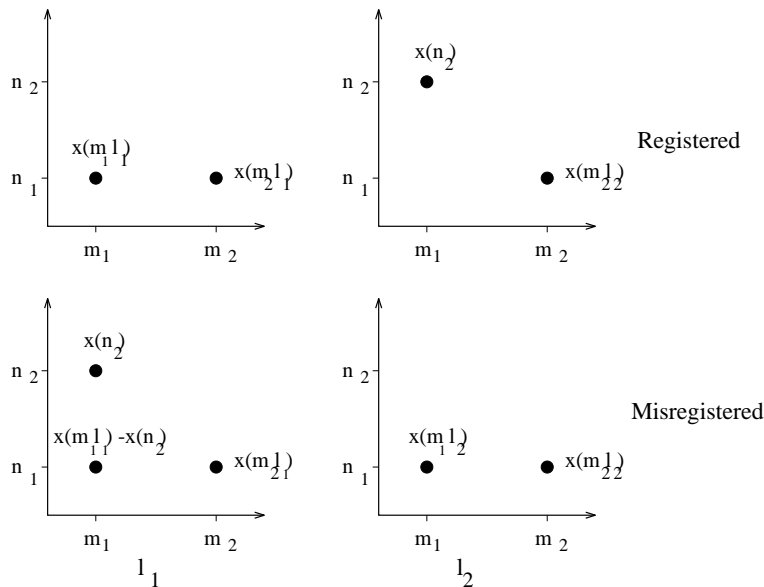 x(n₂)
n₂ n₂
x(m₁l₁) Registered
n₁ x(m₂l₁) n₁ x(m₂l₂)
m₁ m₂ m₁ m₂
x(n₂)
n₂ n₂
Misregistered
x(m₁l₁) -x(n₂) x(m₁l₂)
n₁ x(m₂l₁) n₁ x(m₂l₂)
m₁ m₂ m₁ m₂
l₁ l₂